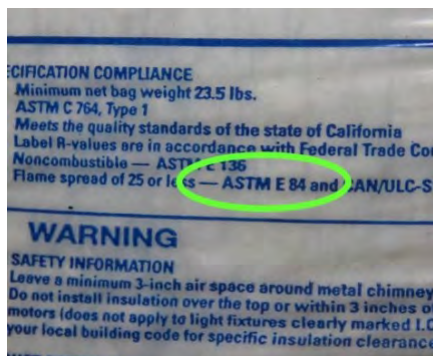 ECIFICATION COMPLIANCE
Minimum net bag weight 23.5 lbs.
ASTM C 764, Type 1
Meets the quality standards of the state of California
Label R-values are in accordance with Federal Trade Co
Noncombustible — ASTM E 136
Flame spread of 25 or less — ASTM E 84 and CAN/ULC-S
WARNING
SAFETY INFORMATION
Leave a minimum 3-inch air space around metal chimney
Do not install insulation over the top or within 3 inches o
motors (does not apply to light fixtures clearly marked I.C
your local building code for specific insulation clearance